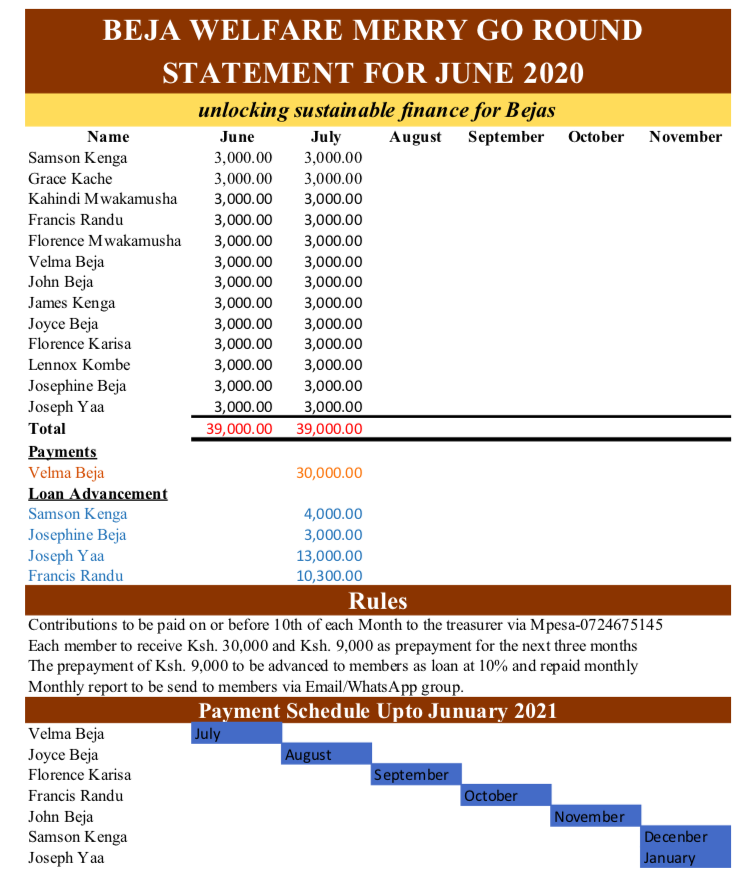 BEJA WELFARE MERRY GO ROUND
STATEMENT FOR JUNE 2020
unlocking sustainable finance for Bejas
Name June July August September October November
Samson Kenga 3,000.00 3,000.00
Grace Kache 3,000.00 3,000.00
Kahindi Mwakamusha 3,000.00 3,000.00
Francis Randu 3,000.00 3,000.00
Florence Mwakamusha 3,000.00 3,000.00
Velma Beja 3,000.00 3,000.00
John Beja 3,000.00 3,000.00
James Kenga 3,000.00 3,000.00
Joyce Beja 3,000.00 3,000.00
Florence Karisa 3,000.00 3,000.00
Lennox Kombe 3,000.00 3,000.00
Josephine Beja 3,000.00 3,000.00
Joseph Yaa 3,000.00 3,000.00
Total 39,000.00 39,000.00
Payments
Velma Beja 30,000.00
Loan Advancement
Samson Kenga 4,000.00
Josephine Beja 3,000.00
Joseph Yaa 13,000.00
Francis Randu 10,300.00
Rules
Contributions to be paid on or before 10th of each Month to the treasurer via Mpesa-0724675145
Each member to receive Ksh. 30,000 and Ksh. 9,000 as prepayment for the next three months
The prepayment of Ksh. 9,000 to be advanced to members as loan at 10% and repaid monthly
Monthly report to be send to members via Email/WhatsApp group.
Payment Schedule Upto Junuary 2021
Velma Beja July
Joyce Beja August
Florence Karisa September
Francis Randu October
John Beja November
Samson Kenga Decenber
Joseph Yaa January